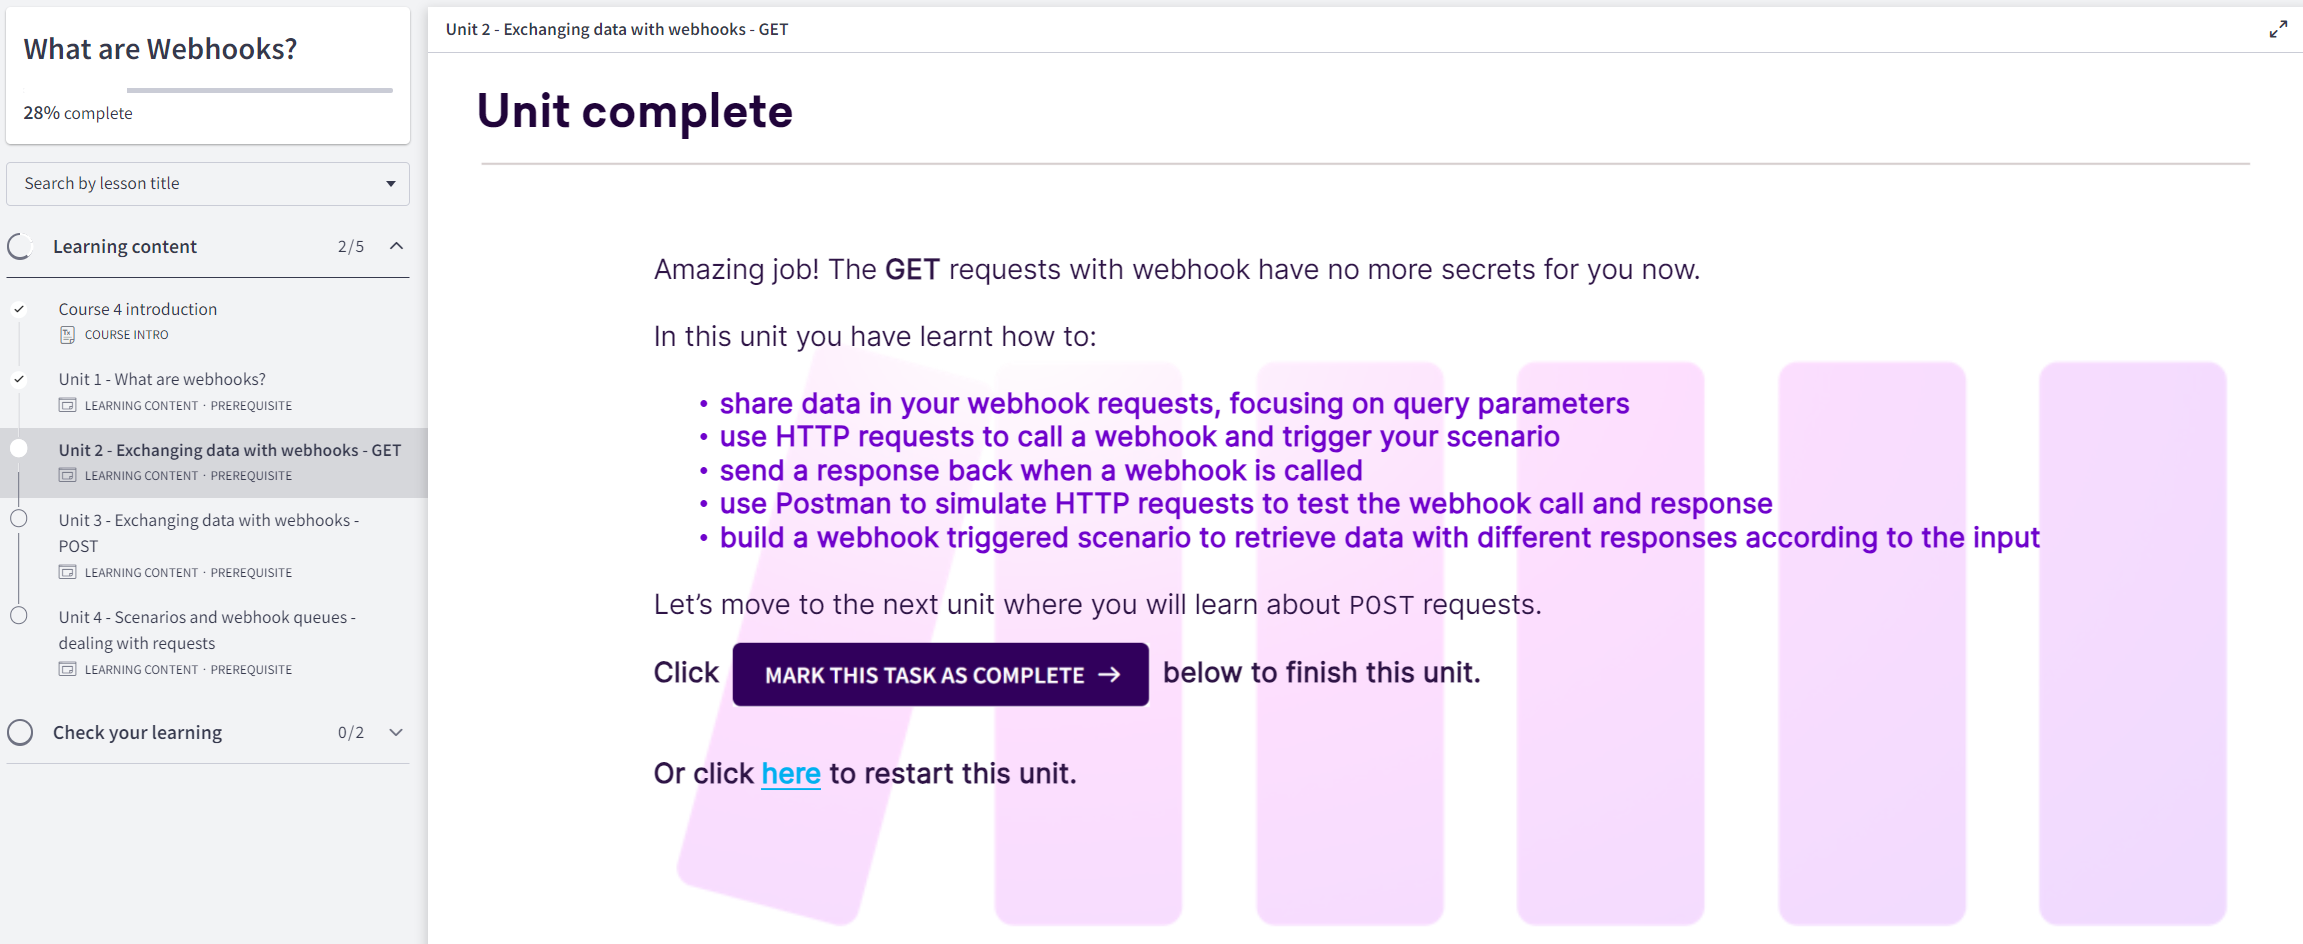 What are Webhooks?
28% complete
Search by lesson title
Learning content 2/5
Course 4 introduction
COURSE INTRO
Unit 1 - What are webhooks?
LEARNING CONTENT · PREREQUISITE
Unit 2 - Exchanging data with webhooks - GET
LEARNING CONTENT · PREREQUISITE
Unit 3 - Exchanging data with webhooks -
POST
LEARNING CONTENT · PREREQUISITE
Unit 4 - Scenarios and webhook queues -
dealing with requests
LEARNING CONTENT · PREREQUISITE
Check your learning 0/2
Unit 2 - Exchanging data with webhooks - GET
Unit complete
Amazing job! The GET requests with webhook have no more secrets for you now.
In this unit you have learnt how to:
• share data in your webhook requests, focusing on query parameters
• use HTTP requests to call a webhook and trigger your scenario
• send a response back when a webhook is called
• use Postman to simulate HTTP requests to test the webhook call and response
• build a webhook triggered scenario to retrieve data with different responses according to the input
Let’s move to the next unit where you will learn about POST requests.
Click MARK THIS TASK AS COMPLETE → below to finish this unit.
Or click here to restart this unit.